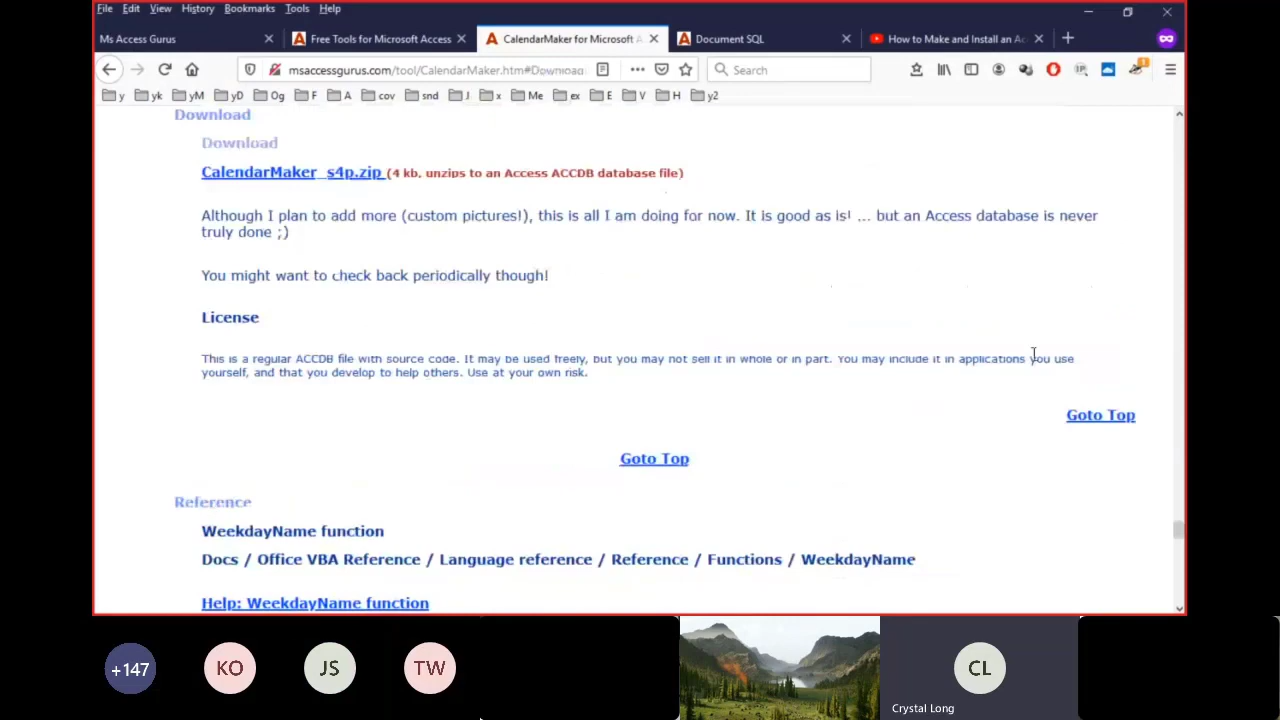 File Edit View History Bookmarks Tools Help
Ms Access Gurus
Free Tools for Microsoft Access
CalendarMaker for Microsoft A
Document SQL
How to Make and Install an Ac
msaccessgurus.com/tool/CalendarMaker.htm#Download
Search
y yk yM yD Og F A cov snd J x Me ex E V H y2
Download
Download
CalendarMaker_s4p.zip (4 kb, unzips to an Access ACCDB database file)
Although I plan to add more (custom pictures!), this is all I am doing for now. It is good as is! ... but an Access database is never
truly done ;)
You might want to check back periodically though!
License
This is a regular ACCDB file with source code. It may be used freely, but you may not sell it in whole or in part. You may include it in applications you use
yourself, and that you develop to help others. Use at your own risk.
Goto Top
Goto Top
Reference
WeekdayName function
Docs / Office VBA Reference / Language reference / Reference / Functions / WeekdayName
Help: WeekdayName function
+147
KO
JS
TW
CL
Crystal Long